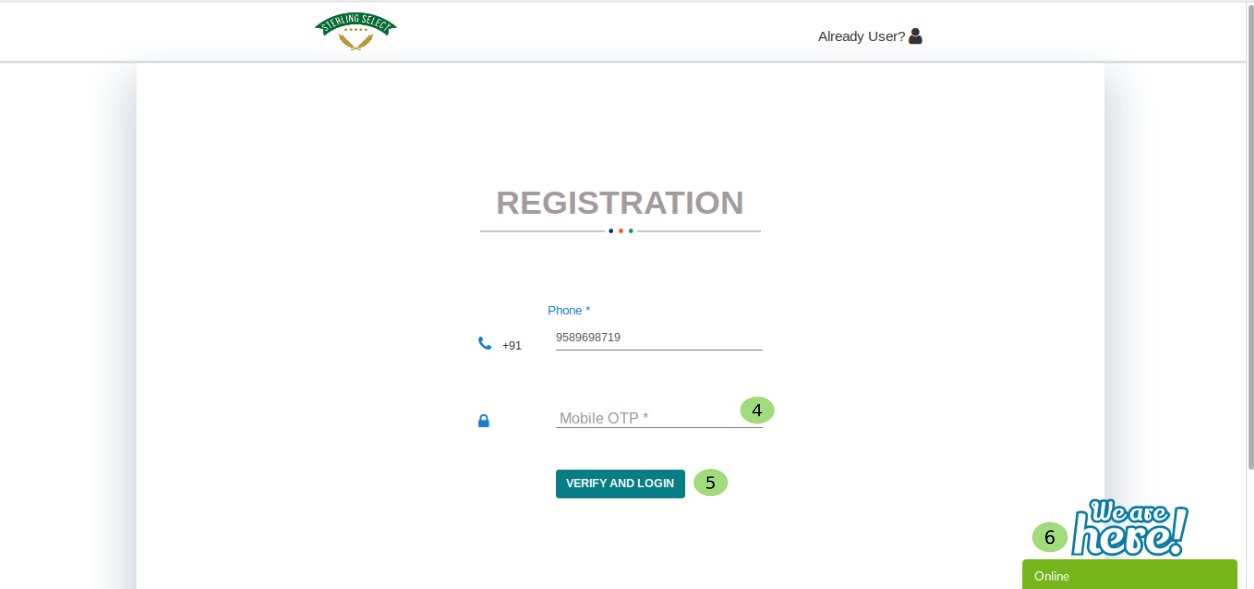 STERLING SELECT
Already User?
REGISTRATION
Phone *
+91
9589698719
Mobile OTP *
4
VERIFY AND LOGIN
5
We are
here!
6
Online